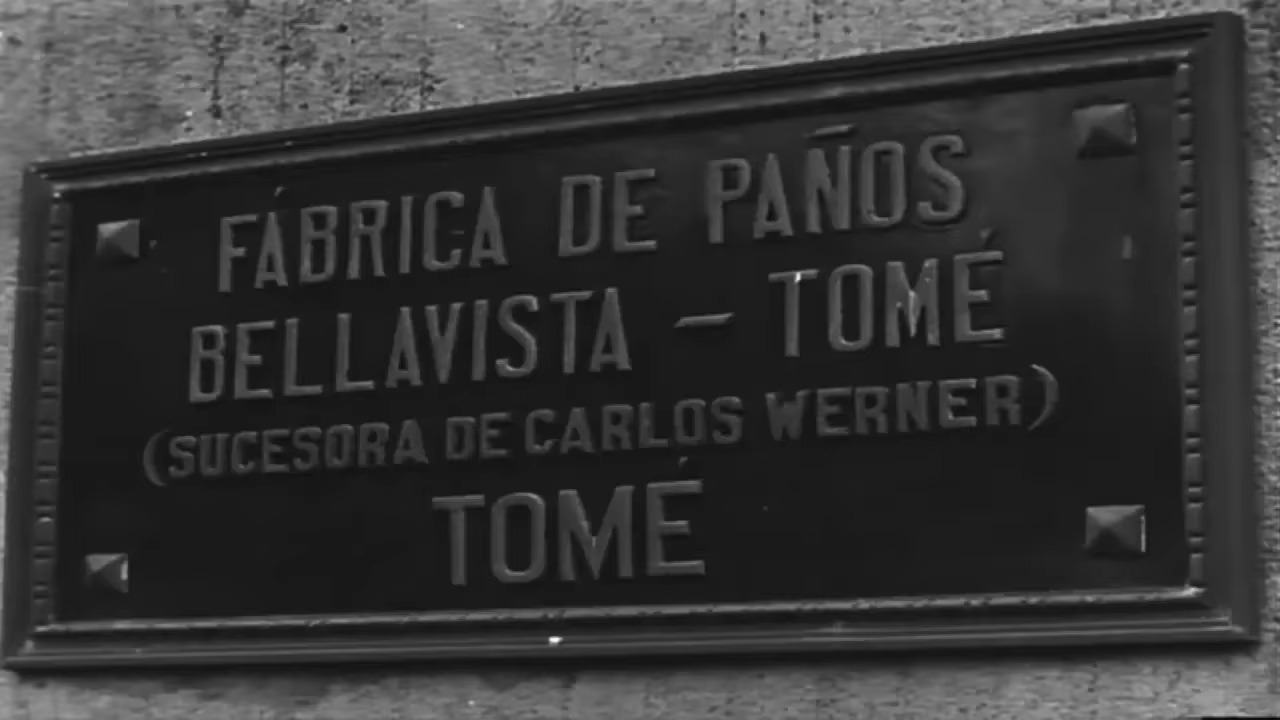 FÁBRICA DE PAÑOS
BELLAVISTA - TOMÉ
(SUCESORA DE CARLOS WERNER)
TOMÉ